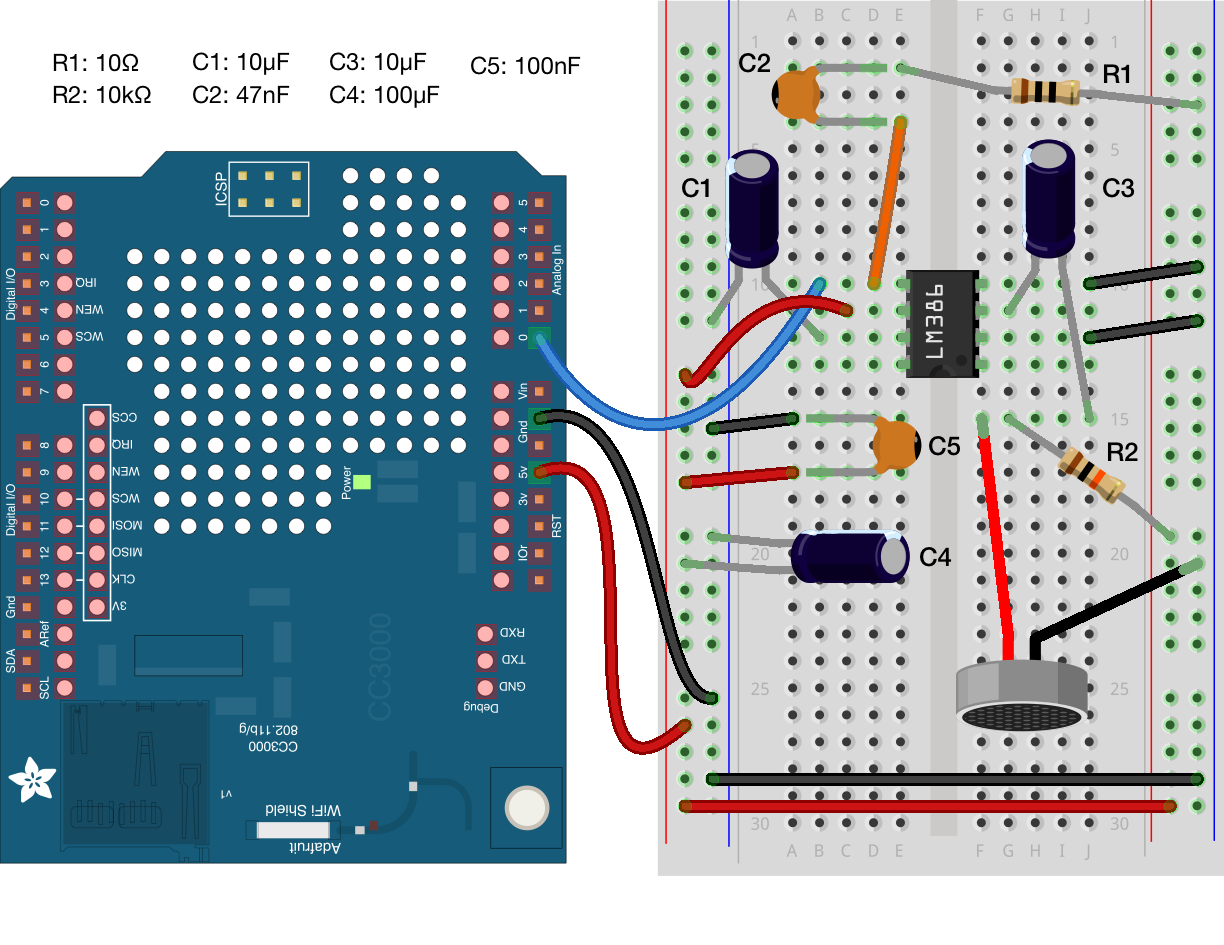 R1: 10Ω C1: 10µF C3: 10µF C5: 100nF
R2: 10kΩ C2: 47nF C4: 100µF
ICSP
Digital I/O
0
1
2
3 IRQ
4 WEN
5 WCS
6
7
CCS
8 IRQ
9 WEN
10 WCS
11 MOSI
12 MISO
13 CLK
3V
Digital I/O
Gnd
ARef
SDA
SCL
5
4
3
2
1
0
Analog In
Vin
Gnd
5v
3v
RST
IOr
Power
RXD
TXD
GND
Debug
CC3000
802.11b/g
CC3000
v1
WiFi Shield
Adafruit
A B C D E F G H I J
1 1
5 5
10 10
15 15
20 20
25 25
30 30
A B C D E F G H I J
C2
R1
C1
C3
LM386
C5
R2
C4